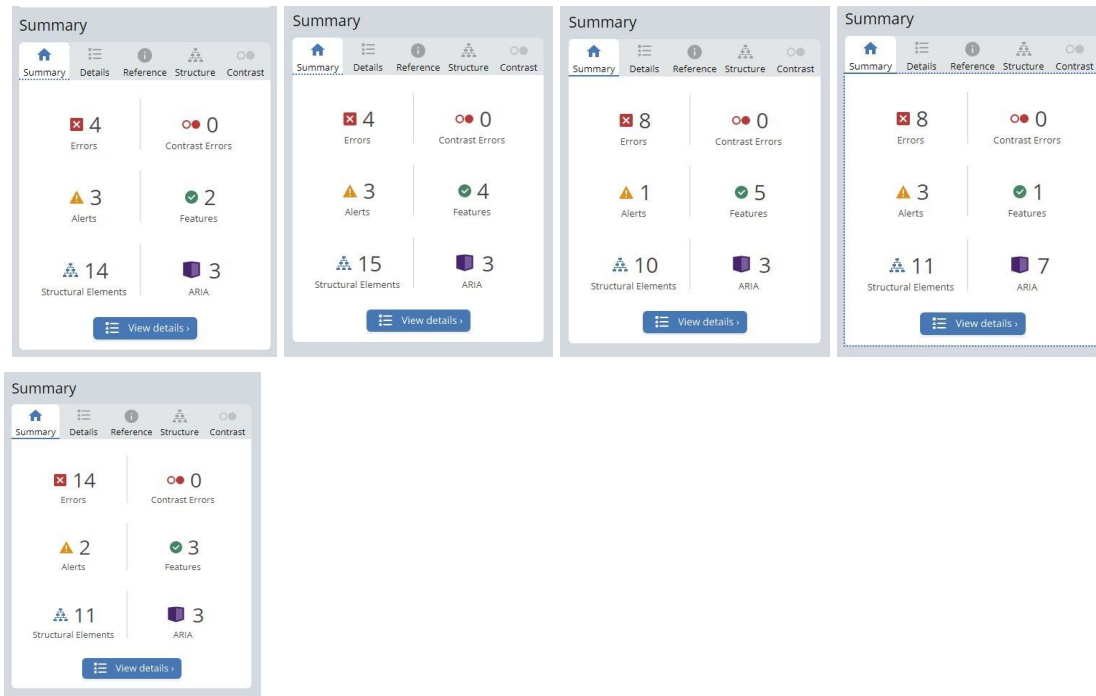 Summary
Summary Details Reference Structure Contrast
4 0
Errors Contrast Errors
3 2
Alerts Features
14 3
Structural Elements ARIA
View details ›
Summary
Summary Details Reference Structure Contrast
4 0
Errors Contrast Errors
3 4
Alerts Features
15 3
Structural Elements ARIA
View details ›
Summary
Summary Details Reference Structure Contrast
8 0
Errors Contrast Errors
1 5
Alerts Features
10 3
Structural Elements ARIA
View details ›
Summary
Summary Details Reference Structure Contrast
8 0
Errors Contrast Errors
3 1
Alerts Features
11 7
Structural Elements ARIA
View details ›
Summary
Summary Details Reference Structure Contrast
14 0
Errors Contrast Errors
2 3
Alerts Features
11 3
Structural Elements ARIA
View details ›